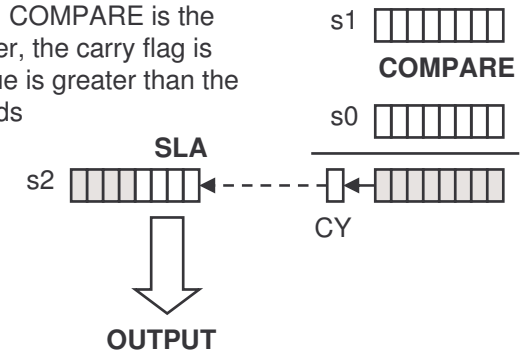 COMPARE is the
er, the carry flag is
ue is greater than the
ds
s1
COMPARE
s0
SLA
s2
CY
OUTPUT